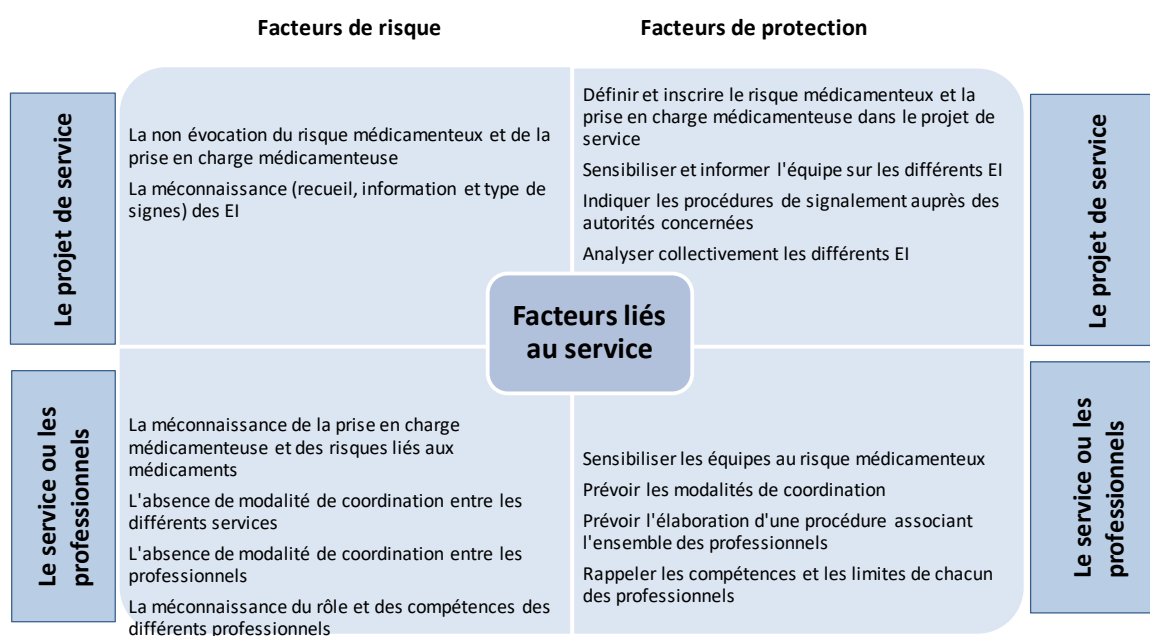 Facteurs de risque
Facteurs de protection
Le projet de service
La non évocation du risque médicamenteux et de la
prise en charge médicamenteuse
La méconnaissance (recueil, information et type de
signes) des EI
Définir et inscrire le risque médicamenteux et la
prise en charge médicamenteuse dans le projet de
service
Sensibiliser et informer l'équipe sur les différents EI
Indiquer les procédures de signalement auprès des
autorités concernées
Analyser collectivement les différents EI
Le projet de service
Facteurs liés
au service
Le service ou les
professionnels
La méconnaissance de la prise en charge
médicamenteuse et des risques liés aux
médicaments
L'absence de modalité de coordination entre les
différents services
L'absence de modalité de coordination entre les
professionnels
La méconnaissance du rôle et des compétences des
différents professionnels
Sensibiliser les équipes au risque médicamenteux
Prévoir les modalités de coordination
Prévoir l'élaboration d'une procédure associant
l'ensemble des professionnels
Rappeler les compétences et les limites de chacun
des professionnels
Le service ou les
professionnels